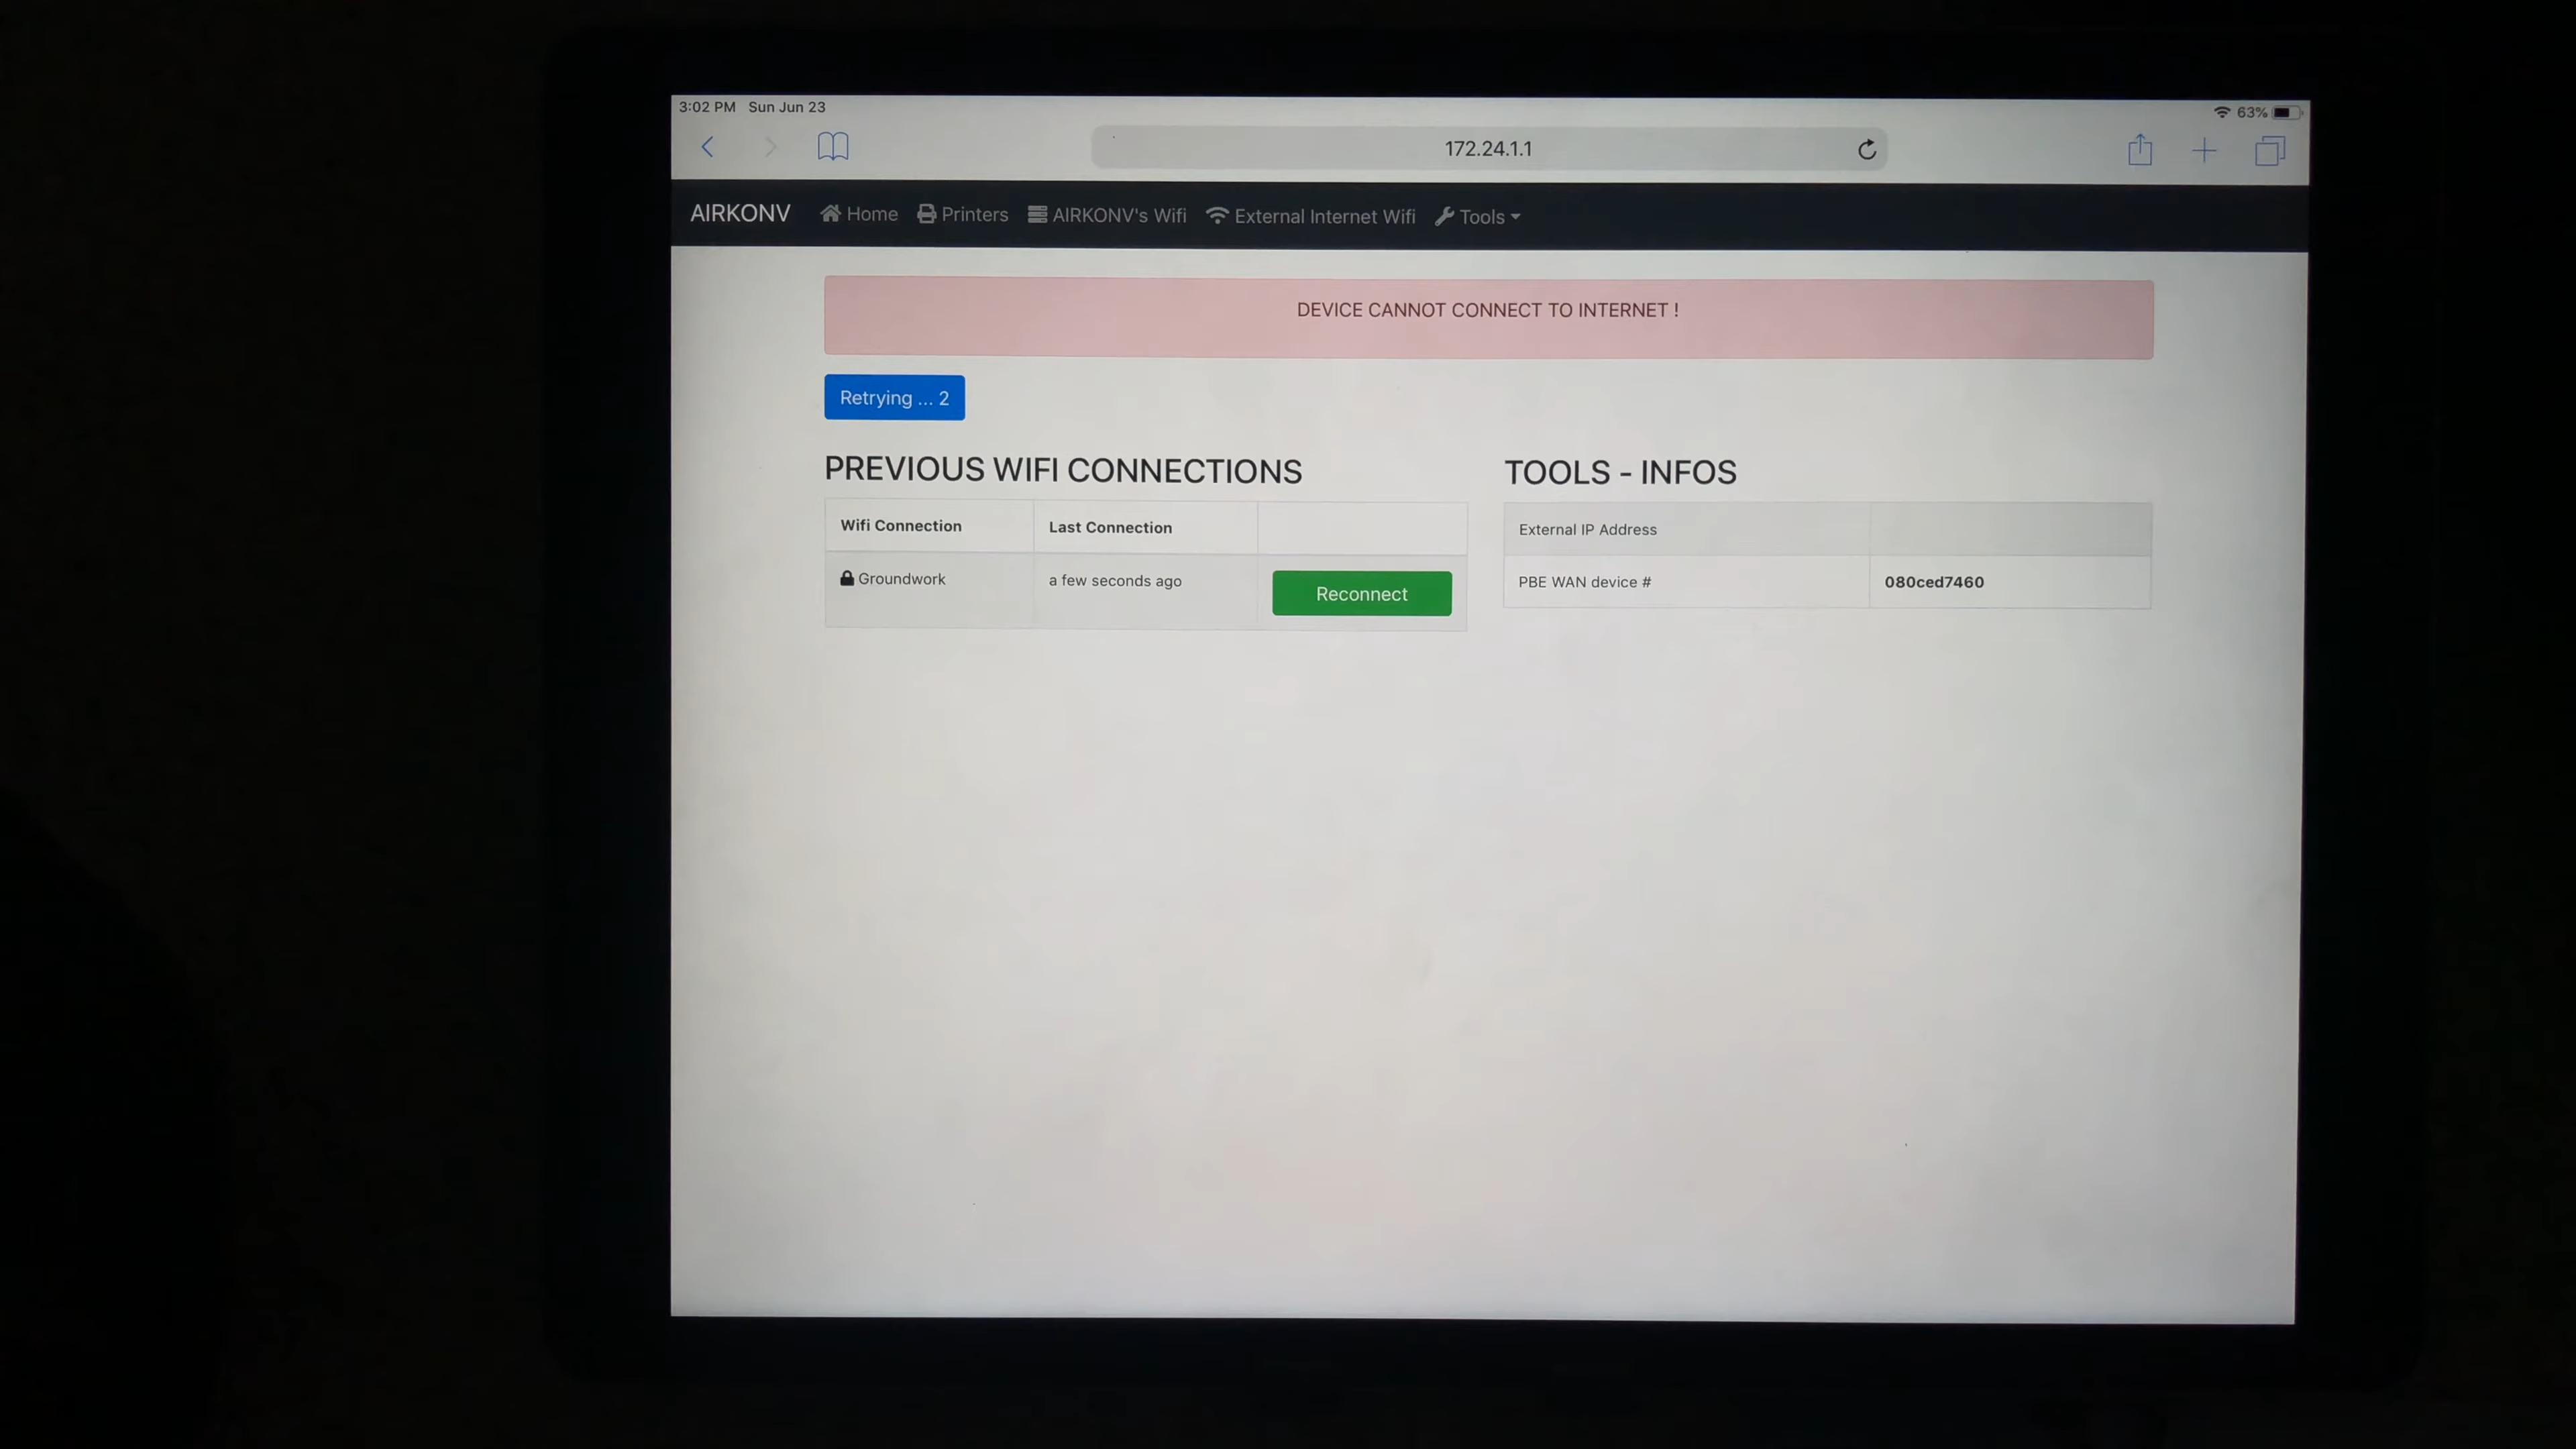 3:02 PM Sun Jun 23
63%
172.24.1.1
AIRKONV Home Printers AIRKONV's Wifi External Internet Wifi Tools
DEVICE CANNOT CONNECT TO INTERNET !
Retrying ... 2
PREVIOUS WIFI CONNECTIONS
Wifi Connection Last Connection
Groundwork a few seconds ago Reconnect
TOOLS - INFOS
External IP Address
PBE WAN device # 080ced7460